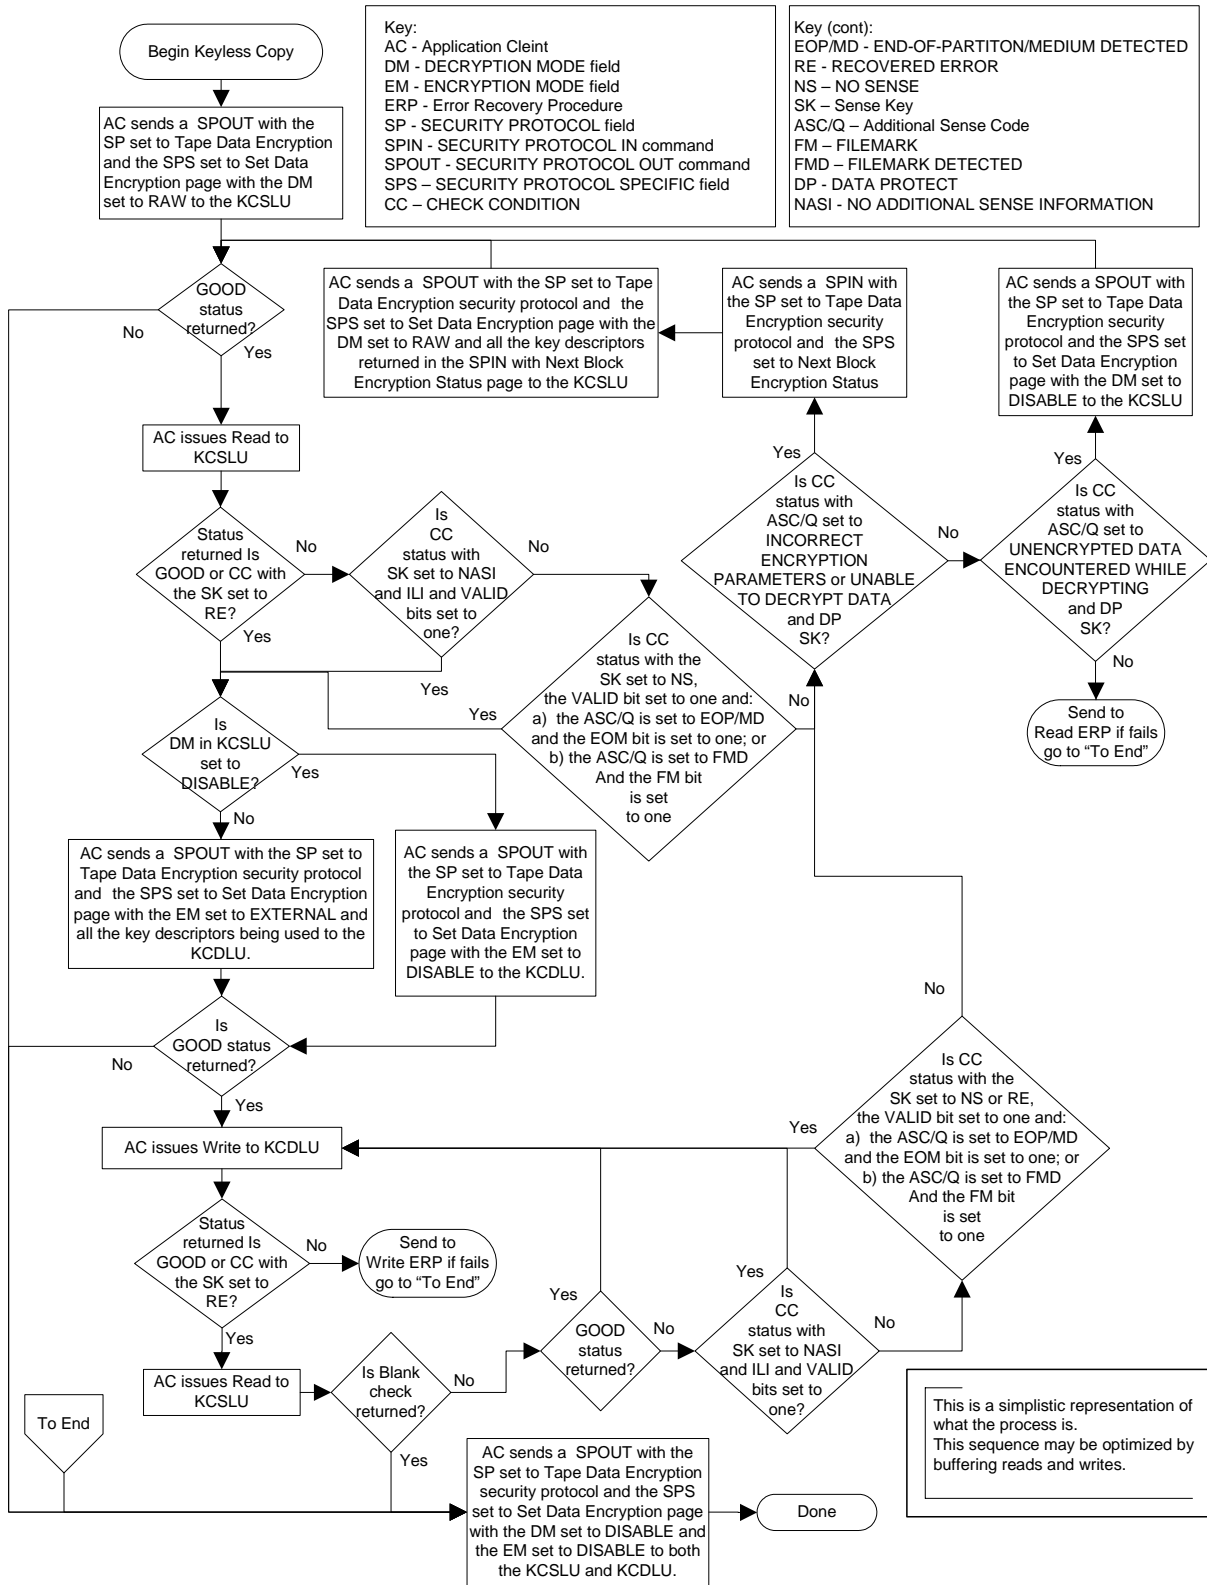 Begin Keyless Copy
Key:
AC - Application Cleint
DM - DECRYPTION MODE field
EM - ENCRYPTION MODE field
ERP - Error Recovery Procedure
SP - SECURITY PROTOCOL field
SPIN - SECURITY PROTOCOL IN command
SPOUT - SECURITY PROTOCOL OUT command
SPS – SECURITY PROTOCOL SPECIFIC field
CC – CHECK CONDITION
Key (cont):
EOP/MD - END-OF-PARTITON/MEDIUM DETECTED
RE - RECOVERED ERROR
NS – NO SENSE
SK – Sense Key
ASC/Q – Additional Sense Code
FM – FILEMARK
FMD – FILEMARK DETECTED
DP - DATA PROTECT
NASI - NO ADDITIONAL SENSE INFORMATION
AC sends a SPOUT with the
SP set to Tape Data Encryption
and the SPS set to Set Data
Encryption page with the DM
set to RAW to the KCSLU
GOOD
status
returned?
No
Yes
AC sends a SPOUT with the SP set to Tape
Data Encryption security protocol and the
SPS set to Set Data Encryption page with the
DM set to RAW and all the key descriptors
returned in the SPIN with Next Block
Encryption Status page to the KCSLU
AC sends a SPIN with
the SP set to Tape Data
Encryption security
protocol and the SPS
set to Next Block
Encryption Status
AC sends a SPOUT with
the SP set to Tape Data
Encryption security
protocol and the SPS set
to Set Data Encryption
page with the DM set to
DISABLE to the KCSLU
AC issues Read to
KCSLU
Status
returned Is
GOOD or CC with
the SK set to
RE?
No
Yes
Is
CC
status with
SK set to NASI
and ILI and VALID
bits set to
one?
No
Yes
Is CC
status with the
SK set to NS,
the VALID bit set to one and:
a) the ASC/Q is set to EOP/MD
and the EOM bit is set to one; or
b) the ASC/Q is set to FMD
And the FM bit
is set
to one
Yes
No
Yes
Is CC
status with
ASC/Q set to
INCORRECT
ENCRYPTION
PARAMETERS or UNABLE
TO DECRYPT DATA
and DP
SK?
No
Yes
Is CC
status with
ASC/Q set to
UNENCRYPTED DATA
ENCOUNTERED WHILE
DECRYPTING
and DP
SK?
No
Send to
Read ERP if fails
go to “To End”
Is
DM in KCSLU
set to
DISABLE?
Yes
No
AC sends a SPOUT with the SP set to
Tape Data Encryption security protocol
and the SPS set to Set Data Encryption
page with the EM set to EXTERNAL and
all the key descriptors being used to the
KCDLU.
AC sends a SPOUT with
the SP set to Tape Data
Encryption security
protocol and the SPS set
to Set Data Encryption
page with the EM set to
DISABLE to the KCDLU.
Is
GOOD status
returned?
No
Yes
AC issues Write to KCDLU
Status
returned Is
GOOD or CC with
the SK set to
RE?
No
Yes
Send to
Write ERP if fails
go to “To End”
AC issues Read to
KCSLU
Is Blank
check
returned?
No
Yes
Yes
GOOD
status
returned?
No
Yes
Is
CC
status with
SK set to NASI
and ILI and VALID
bits set to
one?
No
No
Is CC
status with the
SK set to NS or RE,
the VALID bit set to one and:
a) the ASC/Q is set to EOP/MD
and the EOM bit is set to one; or
b) the ASC/Q is set to FMD
And the FM bit
is set
to one
Yes
To End
AC sends a SPOUT with the
SP set to Tape Data Encryption
security protocol and the SPS
set to Set Data Encryption page
with the DM set to DISABLE and
the EM set to DISABLE to both
the KCSLU and KCDLU.
Done
This is a simplistic representation of
what the process is.
This sequence may be optimized by
buffering reads and writes.